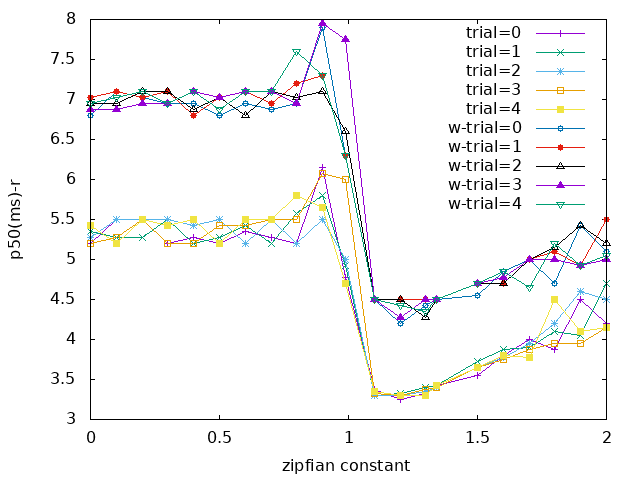 8
7.5
7
6.5
6
5.5
5
4.5
4
3.5
3
p50(ms)-r
trial=0
trial=1
trial=2
trial=3
trial=4
w-trial=0
w-trial=1
w-trial=2
w-trial=3
w-trial=4
0 0.5 1 1.5 2
zipfian constant